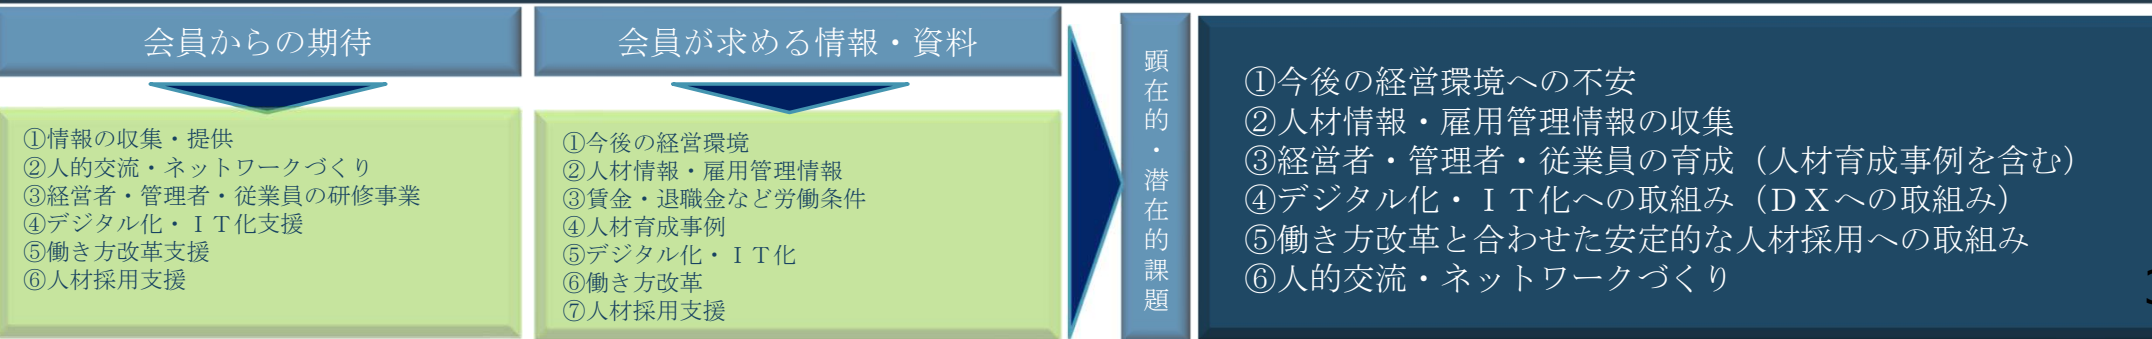 会員からの期待
①情報の収集・提供
②人的交流・ネットワークづくり
③経営者・管理者・従業員の研修事業
④デジタル化・ＩＴ化支援
⑤働き方改革支援
⑥人材採用支援
会員が求める情報・資料
①今後の経営環境
②人材情報・雇用管理情報
③賃金・退職金など労働条件
④人材育成事例
⑤デジタル化・ＩＴ化
⑥働き方改革
⑦人材採用支援
顕在的・潜在的課題
①今後の経営環境への不安
②人材情報・雇用管理情報の収集
③経営者・管理者・従業員の育成（人材育成事例を含む）
④デジタル化・ＩＴ化への取組み（ＤＸへの取組み）
⑤働き方改革と合わせた安定的な人材採用への取組み
⑥人的交流・ネットワークづくり